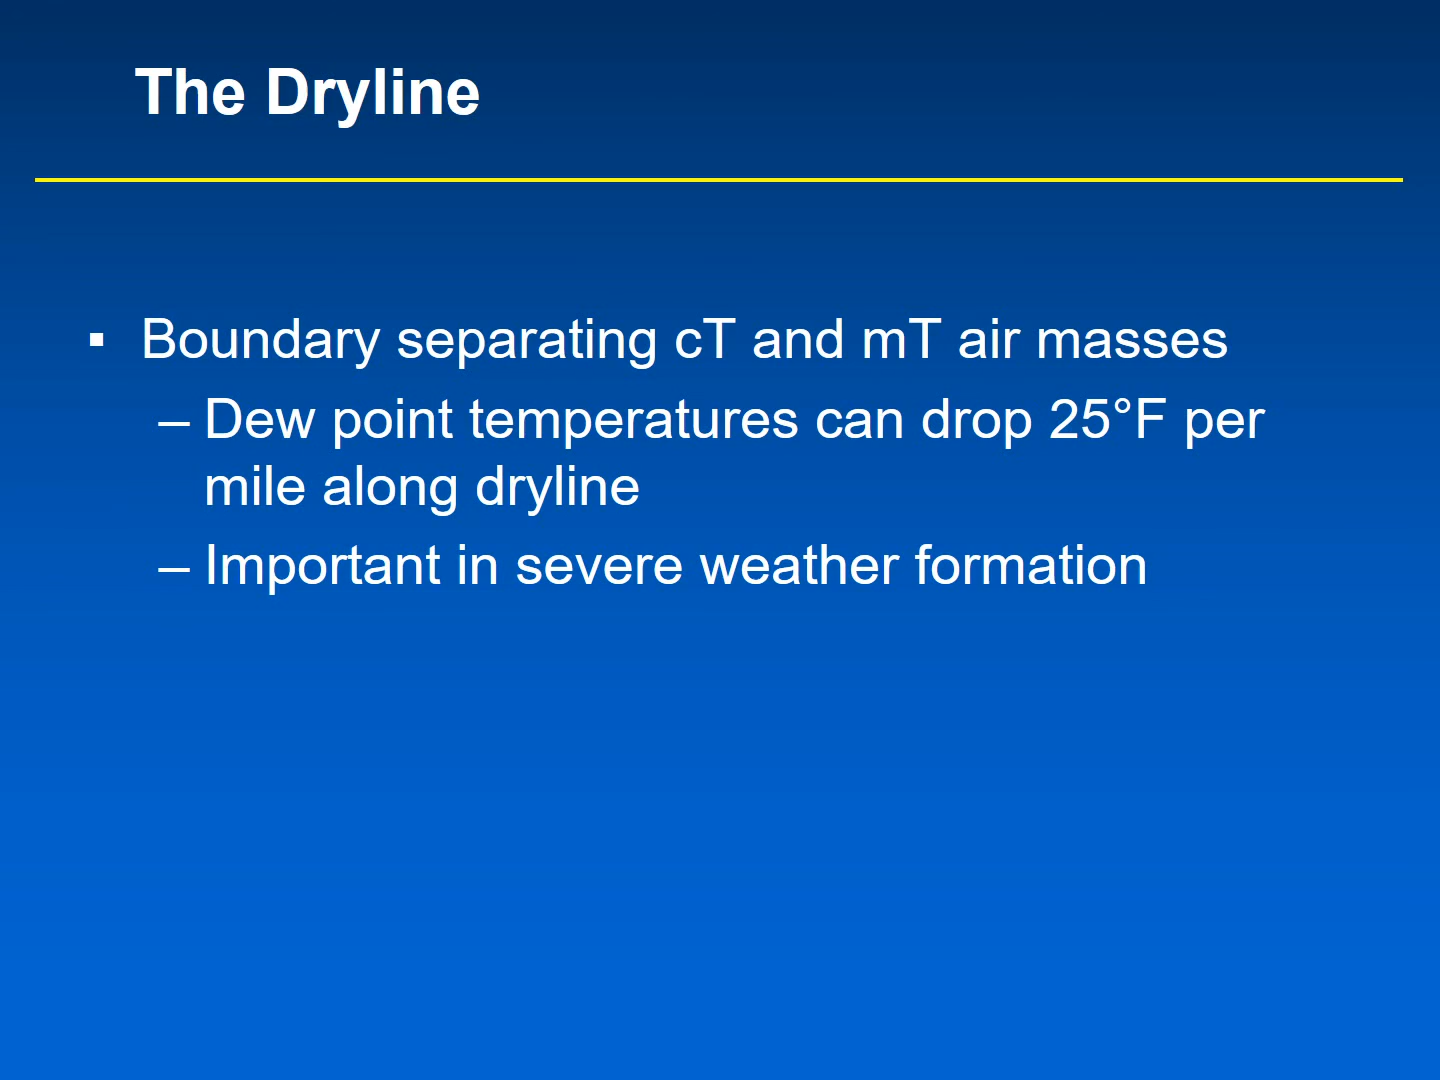 The Dryline
▪ Boundary separating cT and mT air masses
– Dew point temperatures can drop 25°F per
mile along dryline
– Important in severe weather formation